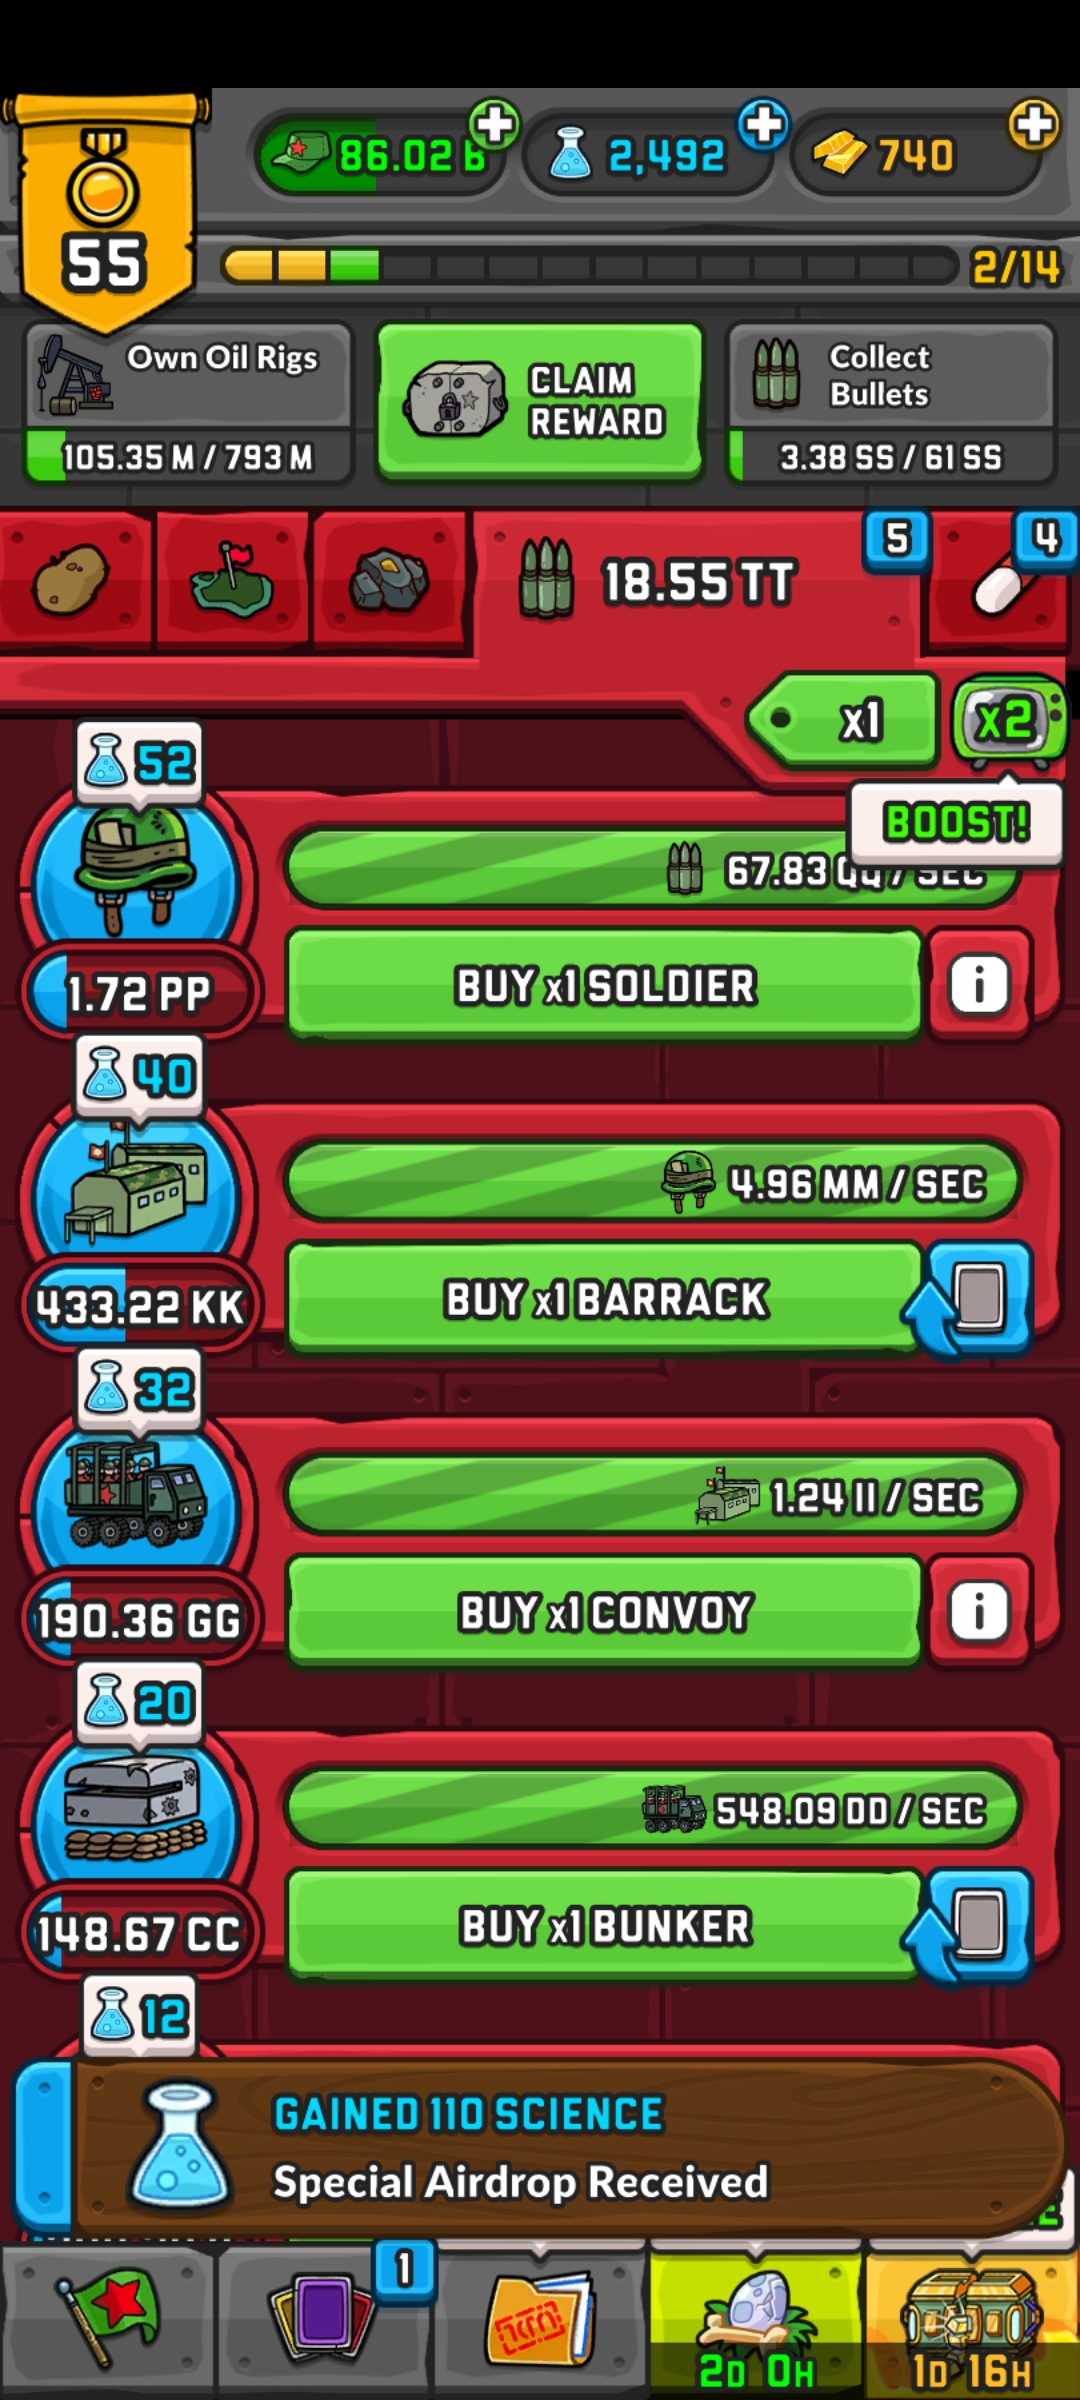 86.02 B
2,492
740
55
2/14
Own Oil Rigs
105.35 M / 793 M
CLAIM
REWARD
Collect
Bullets
3.38 SS / 61 SS
18.55 TT
5
4
x1
x2
BOOST!
52
67.83 QQ / SEC
BUY x1 SOLDIER
1.72 PP
40
4.96 MM / SEC
BUY x1 BARRACK
433.22 KK
32
1.24 II / SEC
BUY x1 CONVOY
190.36 GG
20
548.09 DD / SEC
BUY x1 BUNKER
148.67 CC
12
GAINED 110 SCIENCE
Special Airdrop Received
1
2D 0H
1D 16H